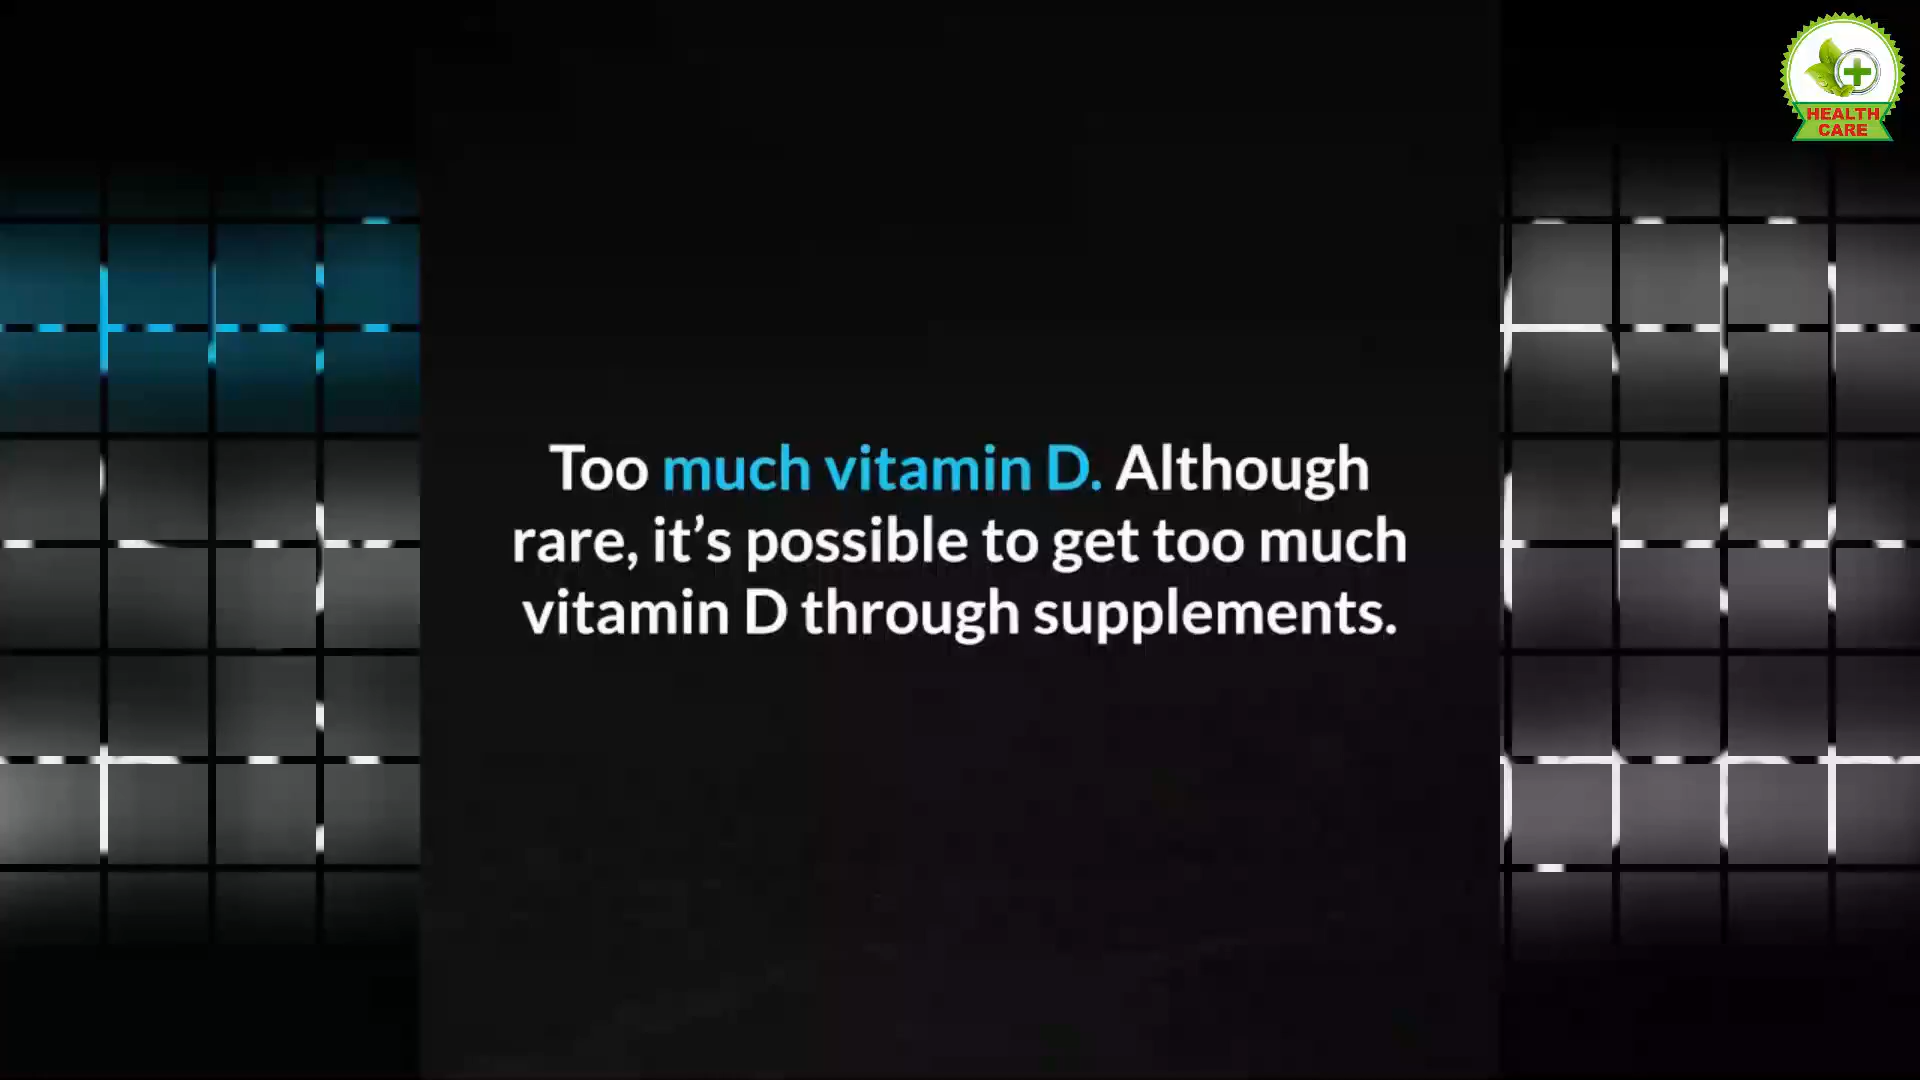 HEALTH
CARE
Too much vitamin D. Although
rare, it’s possible to get too much
vitamin D through supplements.